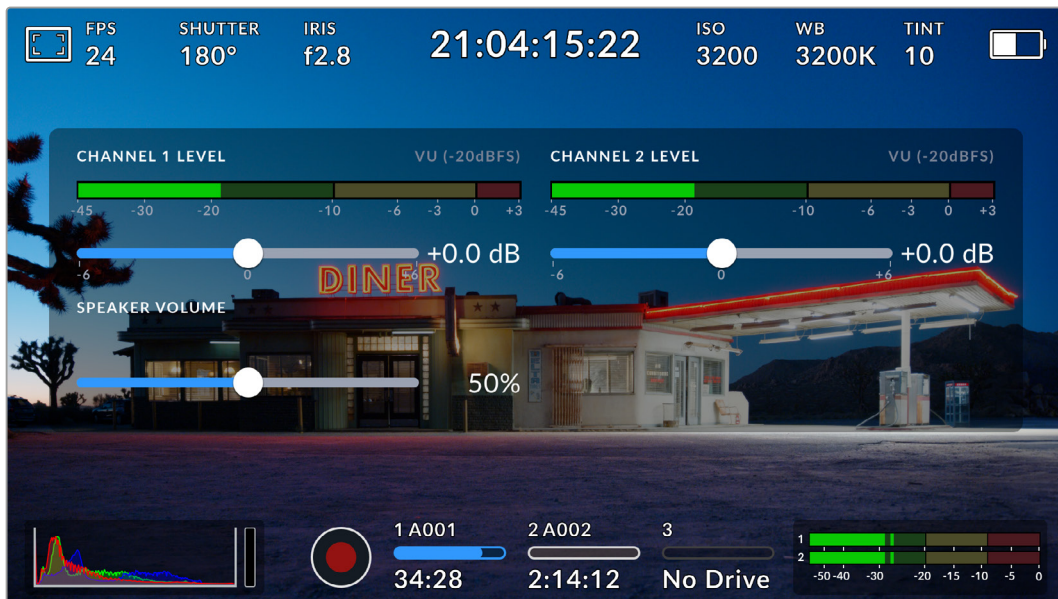 FPS SHUTTER IRIS 21:04:15:22 ISO WB TINT
24 180° f2.8 3200 3200K 10
CHANNEL 1 LEVEL VU (-20dBFS) CHANNEL 2 LEVEL VU (-20dBFS)
-45 -30 -20 -10 -6 -3 0 +3 -45 -30 -20 -10 -6 -3 0 +3
+0.0 dB +0.0 dB
-6 0 +6 -6 0 +6
DINER
SPEAKER VOLUME
50%
1 A001 2 A002 3
34:28 2:14:12 No Drive
1
2
-50 -40 -30 -20 -15 -10 -5 0